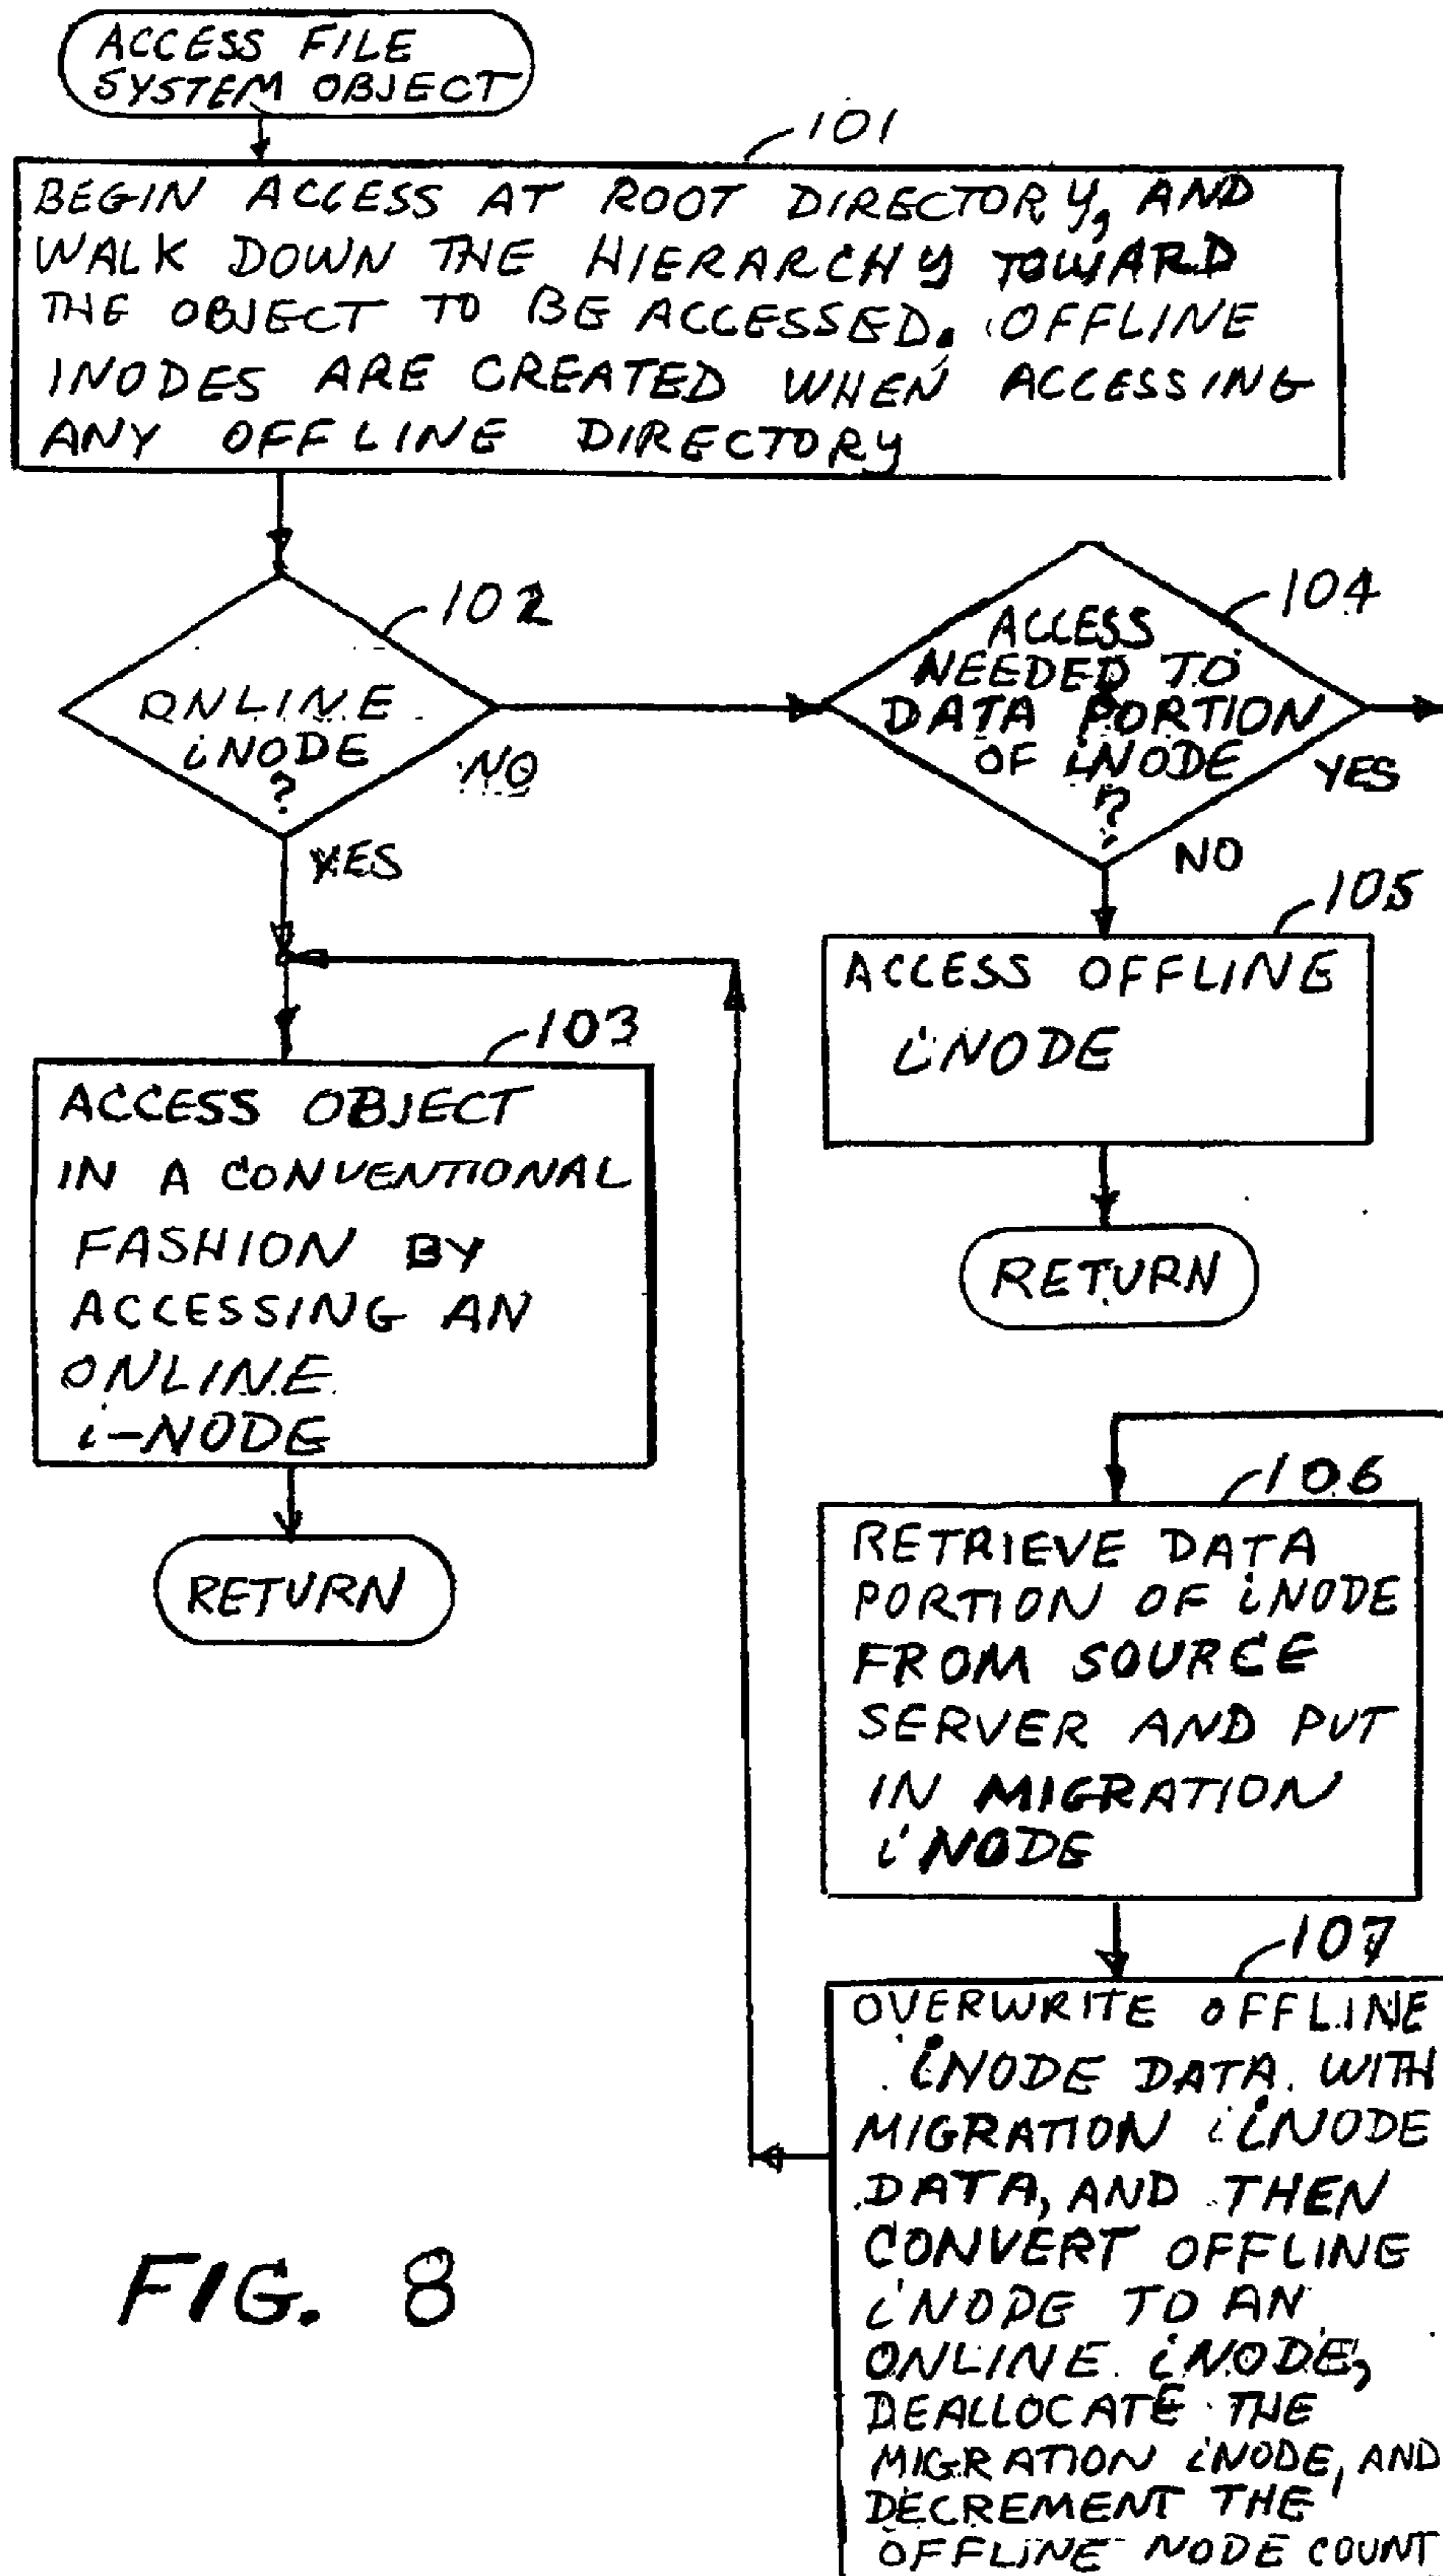 ACCESS FILE
SYSTEM OBJECT
101
BEGIN ACCESS AT ROOT DIRECTORY, AND
WALK DOWN THE HIERARCHY TOWARD
THE OBJECT TO BE ACCESSED. OFFLINE
INODES ARE CREATED WHEN ACCESSING
ANY OFFLINE DIRECTORY
102
ONLINE
iNODE
?
NO
YES
104
ACCESS
NEEDED TO
DATA PORTION
OF iNODE
?
YES
NO
105
ACCESS OFFLINE
iNODE
RETURN
103
ACCESS OBJECT
IN A CONVENTIONAL
FASHION BY
ACCESSING AN
ONLINE
i-NODE
RETURN
106
RETRIEVE DATA
PORTION OF iNODE
FROM SOURCE
SERVER AND PUT
IN MIGRATION
iNODE
107
OVERWRITE OFFLINE
iNODE DATA WITH
MIGRATION iNODE
DATA, AND THEN
CONVERT OFFLINE
iNODE TO AN
ONLINE iNODE,
DEALLOCATE THE
MIGRATION iNODE, AND
DECREMENT THE
OFFLINE NODE COUNT
FIG. 8